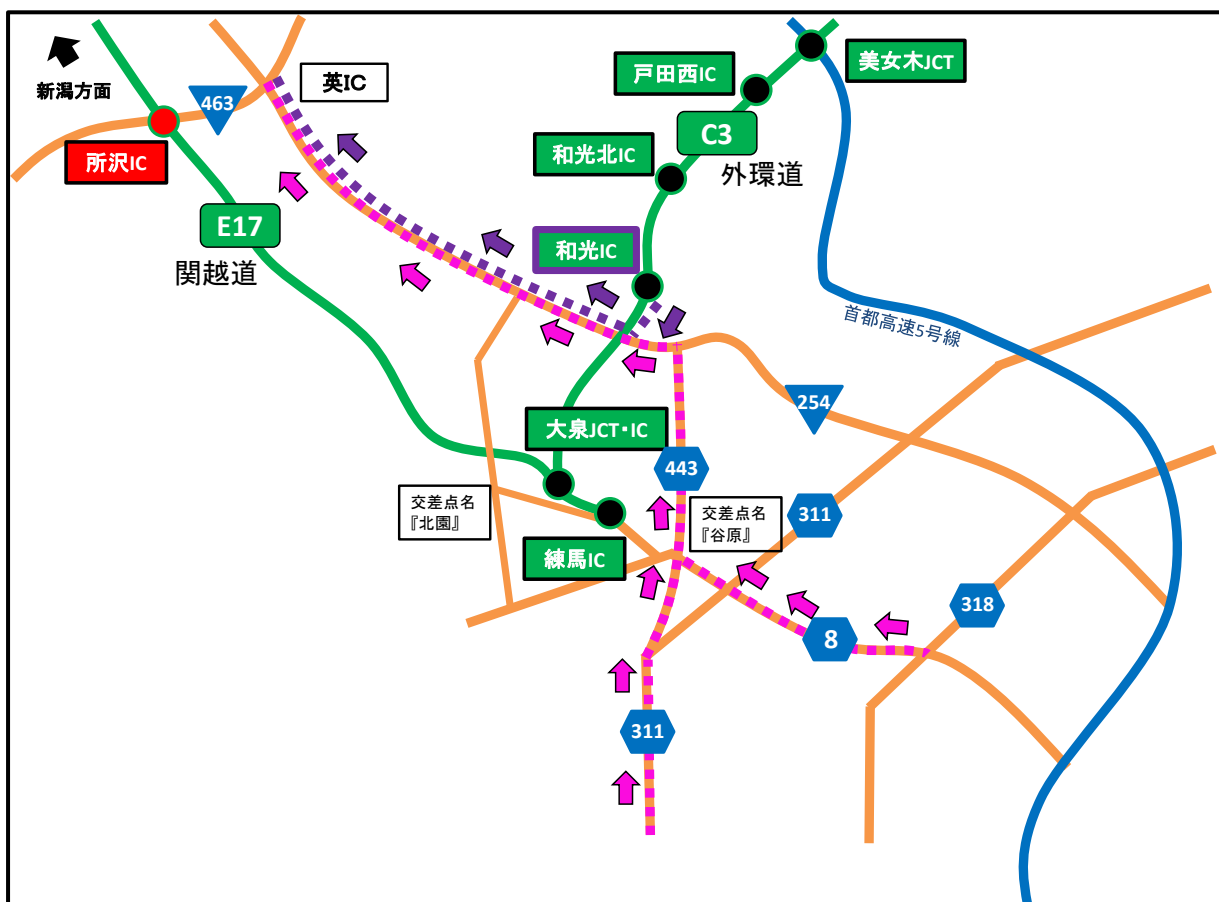 美女木JCT
戸田西IC
英IC
新潟方面
463
C3
和光北IC
所沢IC
外環道
E17
関越道
和光IC
首都高速5号線
254
大泉JCT・IC
443
交差点名
『北園』
交差点名
『谷原』
311
練馬IC
318
8
311